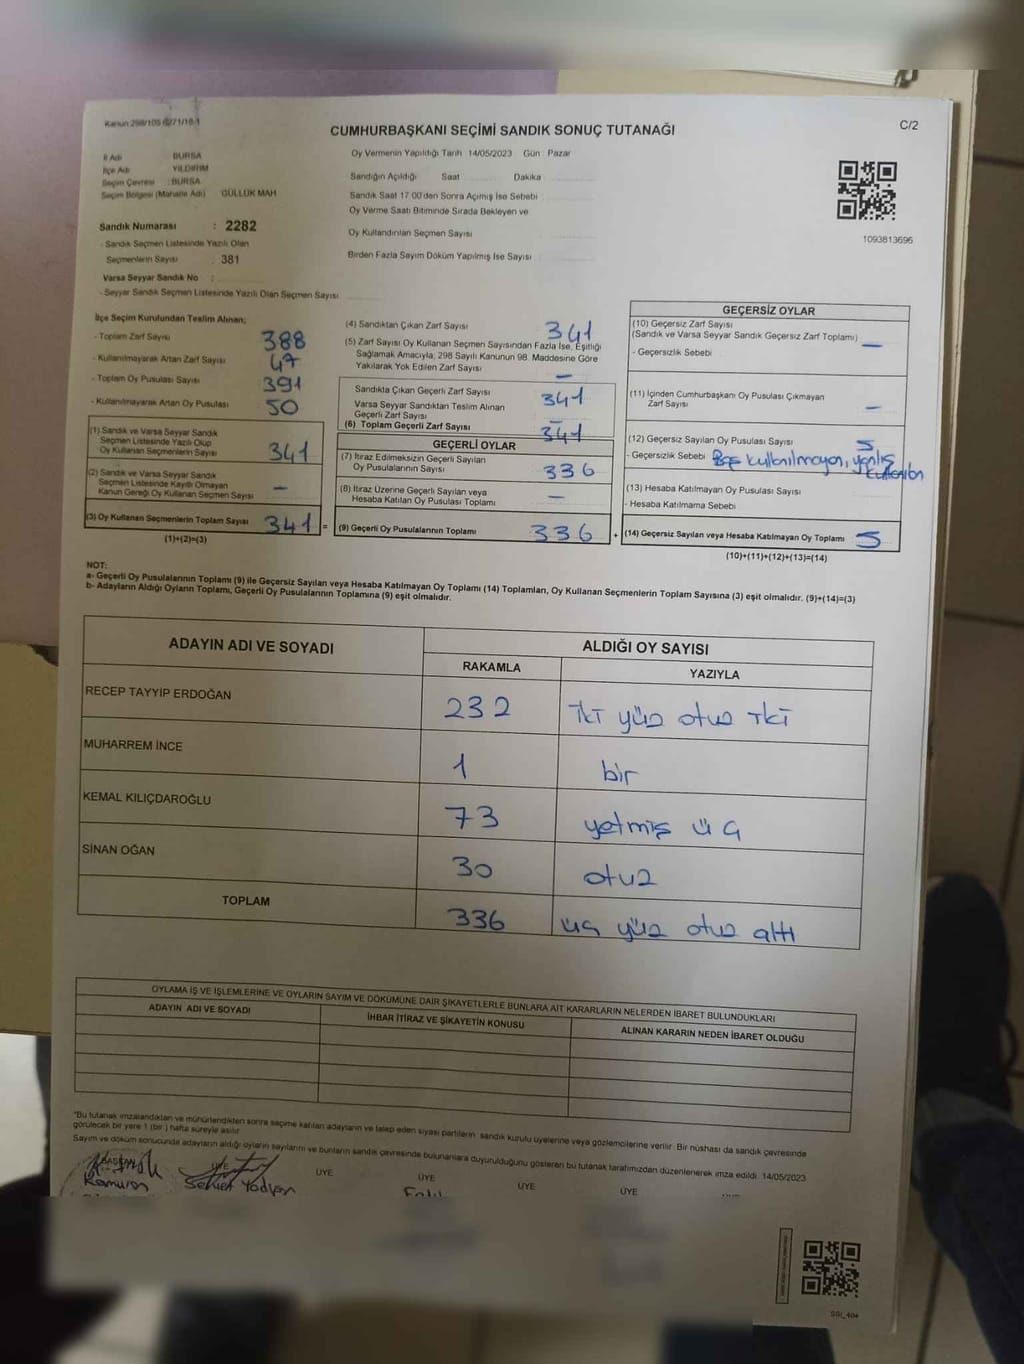 Kanun 298/105 B/71/18-1
CUMHURBAŞKANI SEÇİMİ SANDIK SONUÇ TUTANAĞI
C/2
İl Adı BURSA
İlçe Adı YILDIRIM
Seçim Çevresi : BURSA
Seçim Bölgesi (Mahalle Adı) GÜLLÜK MAH
Sandık Numarası : 2282
- Sandık Seçmen Listesinde Yazılı Olan
Seçmenlerin Sayısı : 381
Varsa Seyyar Sandık No :
- Seyyar Sandık Seçmen Listesinde Yazılı Olan Seçmen Sayısı
Oy Vermenin Yapıldığı Tarih 14/05/2023 Gün : Pazar
Sandığın Açıldığı Saat Dakika
Sandık Saat 17:00'den Sonra Açımış İse Sebebi
Oy Verme Saati Bitiminde Sırada Bekleyen ve
Oy Kullandırılan Seçmen Sayısı
Birden Fazla Sayım Döküm Yapılmış İse Sayısı
1093813696
İlçe Seçim Kurulundan Teslim Alınan;
- Toplam Zarf Sayısı 388
- Kullanılmayarak Artan Zarf Sayısı 47
- Toplam Oy Pusulası Sayısı 391
- Kullanılmayarak Artan Oy Pusulası 50
(1) Sandık ve Varsa Seyyar Sandık
Seçmen Listesinde Yazılı Olup
Oy Kullanan Seçmenlerin Sayısı 341
(2) Sandık ve Varsa Seyyar Sandık
Seçmen Listesinde Kayıtlı Olmayan
Kanun Gereği Oy Kullanan Seçmen Sayısı –
(3) Oy Kullanan Seçmenlerin Toplam Sayısı 341 =
(1)+(2)=(3)
(4) Sandıktan Çıkan Zarf Sayısı 341
(5) Zarf Sayısı Oy Kullanan Seçmen Sayısından Fazla İse, Eşitliği
Sağlamak Amacıyla, 298 Sayılı Kanunun 98. Maddesine Göre
Yakılarak Yok Edilen Zarf Sayısı –
Sandıkta Çıkan Geçerli Zarf Sayısı 341
Varsa Seyyar Sandıktan Teslim Alınan
Geçerli Zarf Sayısı –
(6) Toplam Geçerli Zarf Sayısı 341
GEÇERLİ OYLAR
(7) İtiraz Edilmeksizin Geçerli Sayılan
Oy Pusulalarının Sayısı 336
(8) İtiraz Üzerine Geçerli Sayılan veya
Hesaba Katılan Oy Pusulası Toplamı –
(9) Geçerli Oy Pusulalarının Toplamı 336 +
GEÇERSİZ OYLAR
(10) Geçersiz Zarf Sayısı
(Sandık ve Varsa Seyyar Sandık Geçersiz Zarf Toplamı) –
- Geçersizlik Sebebi
(11) İçinden Cumhurbaşkanı Oy Pusulası Çıkmayan
Zarf Sayısı –
(12) Geçersiz Sayılan Oy Pusulası Sayısı 5
- Geçersizlik Sebebi Boş kullanılmayan, yanlış
kullanılan
(13) Hesaba Katılmayan Oy Pusulası Sayısı
- Hesaba Katılmama Sebebi
(14) Geçersiz Sayılan veya Hesaba Katılmayan Oy Toplamı 5
(10)+(11)+(12)+(13)=(14)
NOT:
a- Geçerli Oy Pusulalarının Toplamı (9) ile Geçersiz Sayılan veya Hesaba Katılmayan Oy Toplamı (14) Toplamları, Oy Kullanan Seçmenlerin Toplam Sayısına (3) eşit olmalıdır. (9)+(14)=(3)
b- Adayların Aldığı Oyların Toplamı, Geçerli Oy Pusulalarının Toplamına (9) eşit olmalıdır.
ADAYIN ADI VE SOYADI ALDIĞI OY SAYISI
RAKAMLA YAZIYLA
RECEP TAYYİP ERDOĞAN 232 iki yüz otuz iki
MUHARREM İNCE 1 bir
KEMAL KILIÇDAROĞLU 73 yetmiş üç
SİNAN OĞAN 30 otuz
TOPLAM 336 üç yüz otuz altı
OYLAMA İŞ VE İŞLEMLERİNE VE OYLARIN SAYIM VE DÖKÜMÜNE DAİR ŞİKAYETLERLE BUNLARA AİT KARARLARIN NELERDEN İBARET BULUNDUKLARI
ADAYIN ADI VE SOYADI İHBAR İTİRAZ VE ŞİKAYETİN KONUSU ALINAN KARARIN NEDEN İBARET OLDUĞU
*Bu tutanak imzalandıktan ve mühürlendikten sonra seçime katılan adayların ve talep eden siyasi partilerin sandık kurulu üyelerine veya gözlemcilerine verilir. Bir nüshası da sandık çevresinde
görülecek bir yere 1 (bir) hafta süreyle asılır
Sayım ve döküm sonucunda adayların aldığı oyların sayılarını ve bunların sandık çevresinde bulunanlara duyurulduğunu gösteren bu tutanak tarafımızdan düzenlenerek imza edildi. 14/05/2023
BAŞKAN ÜYE ÜYE ÜYE ÜYE ÜYE
Kamuran
SSI_404